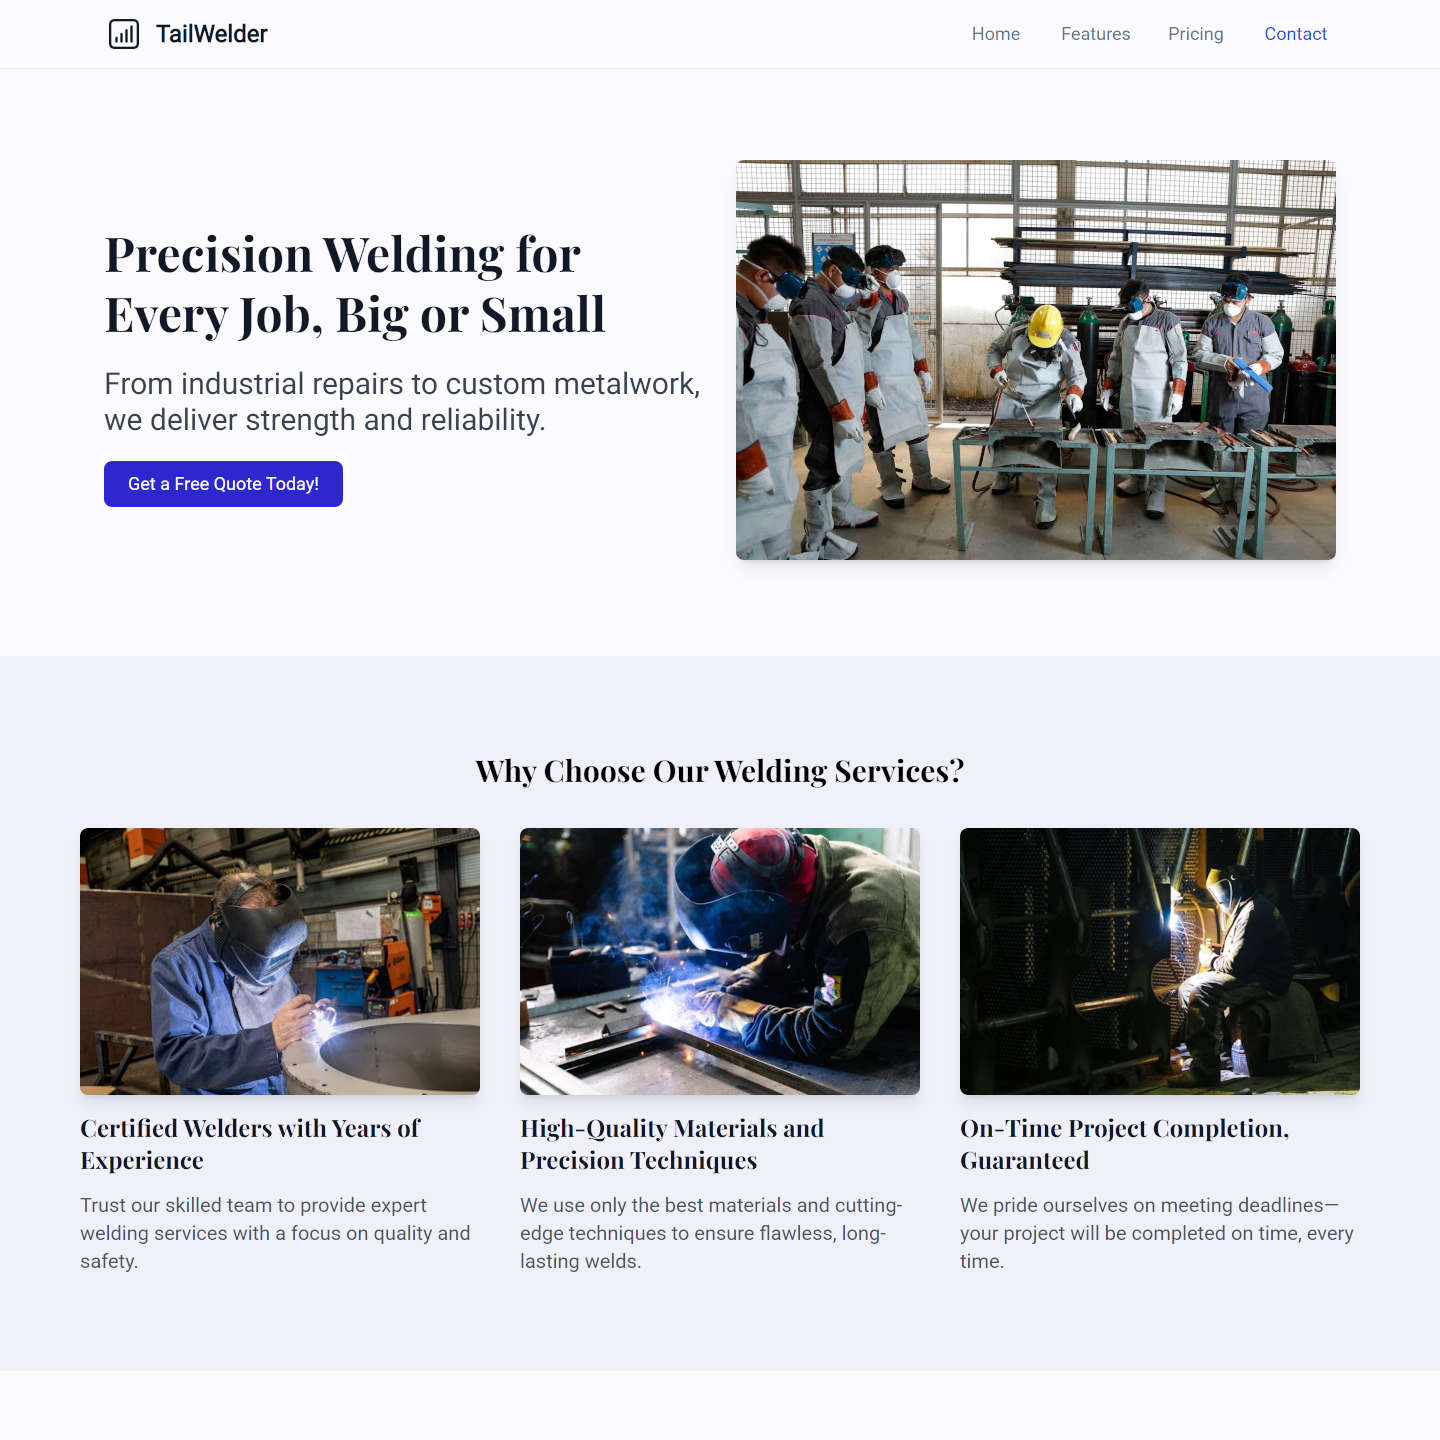 TailWelder
Home Features Pricing Contact
Precision Welding for
Every Job, Big or Small
From industrial repairs to custom metalwork,
we deliver strength and reliability.
Get a Free Quote Today!
Why Choose Our Welding Services?
Certified Welders with Years of
Experience
Trust our skilled team to provide expert
welding services with a focus on quality and
safety.
High-Quality Materials and
Precision Techniques
We use only the best materials and cutting-
edge techniques to ensure flawless, long-
lasting welds.
On-Time Project Completion,
Guaranteed
We pride ourselves on meeting deadlines—
your project will be completed on time, every
time.